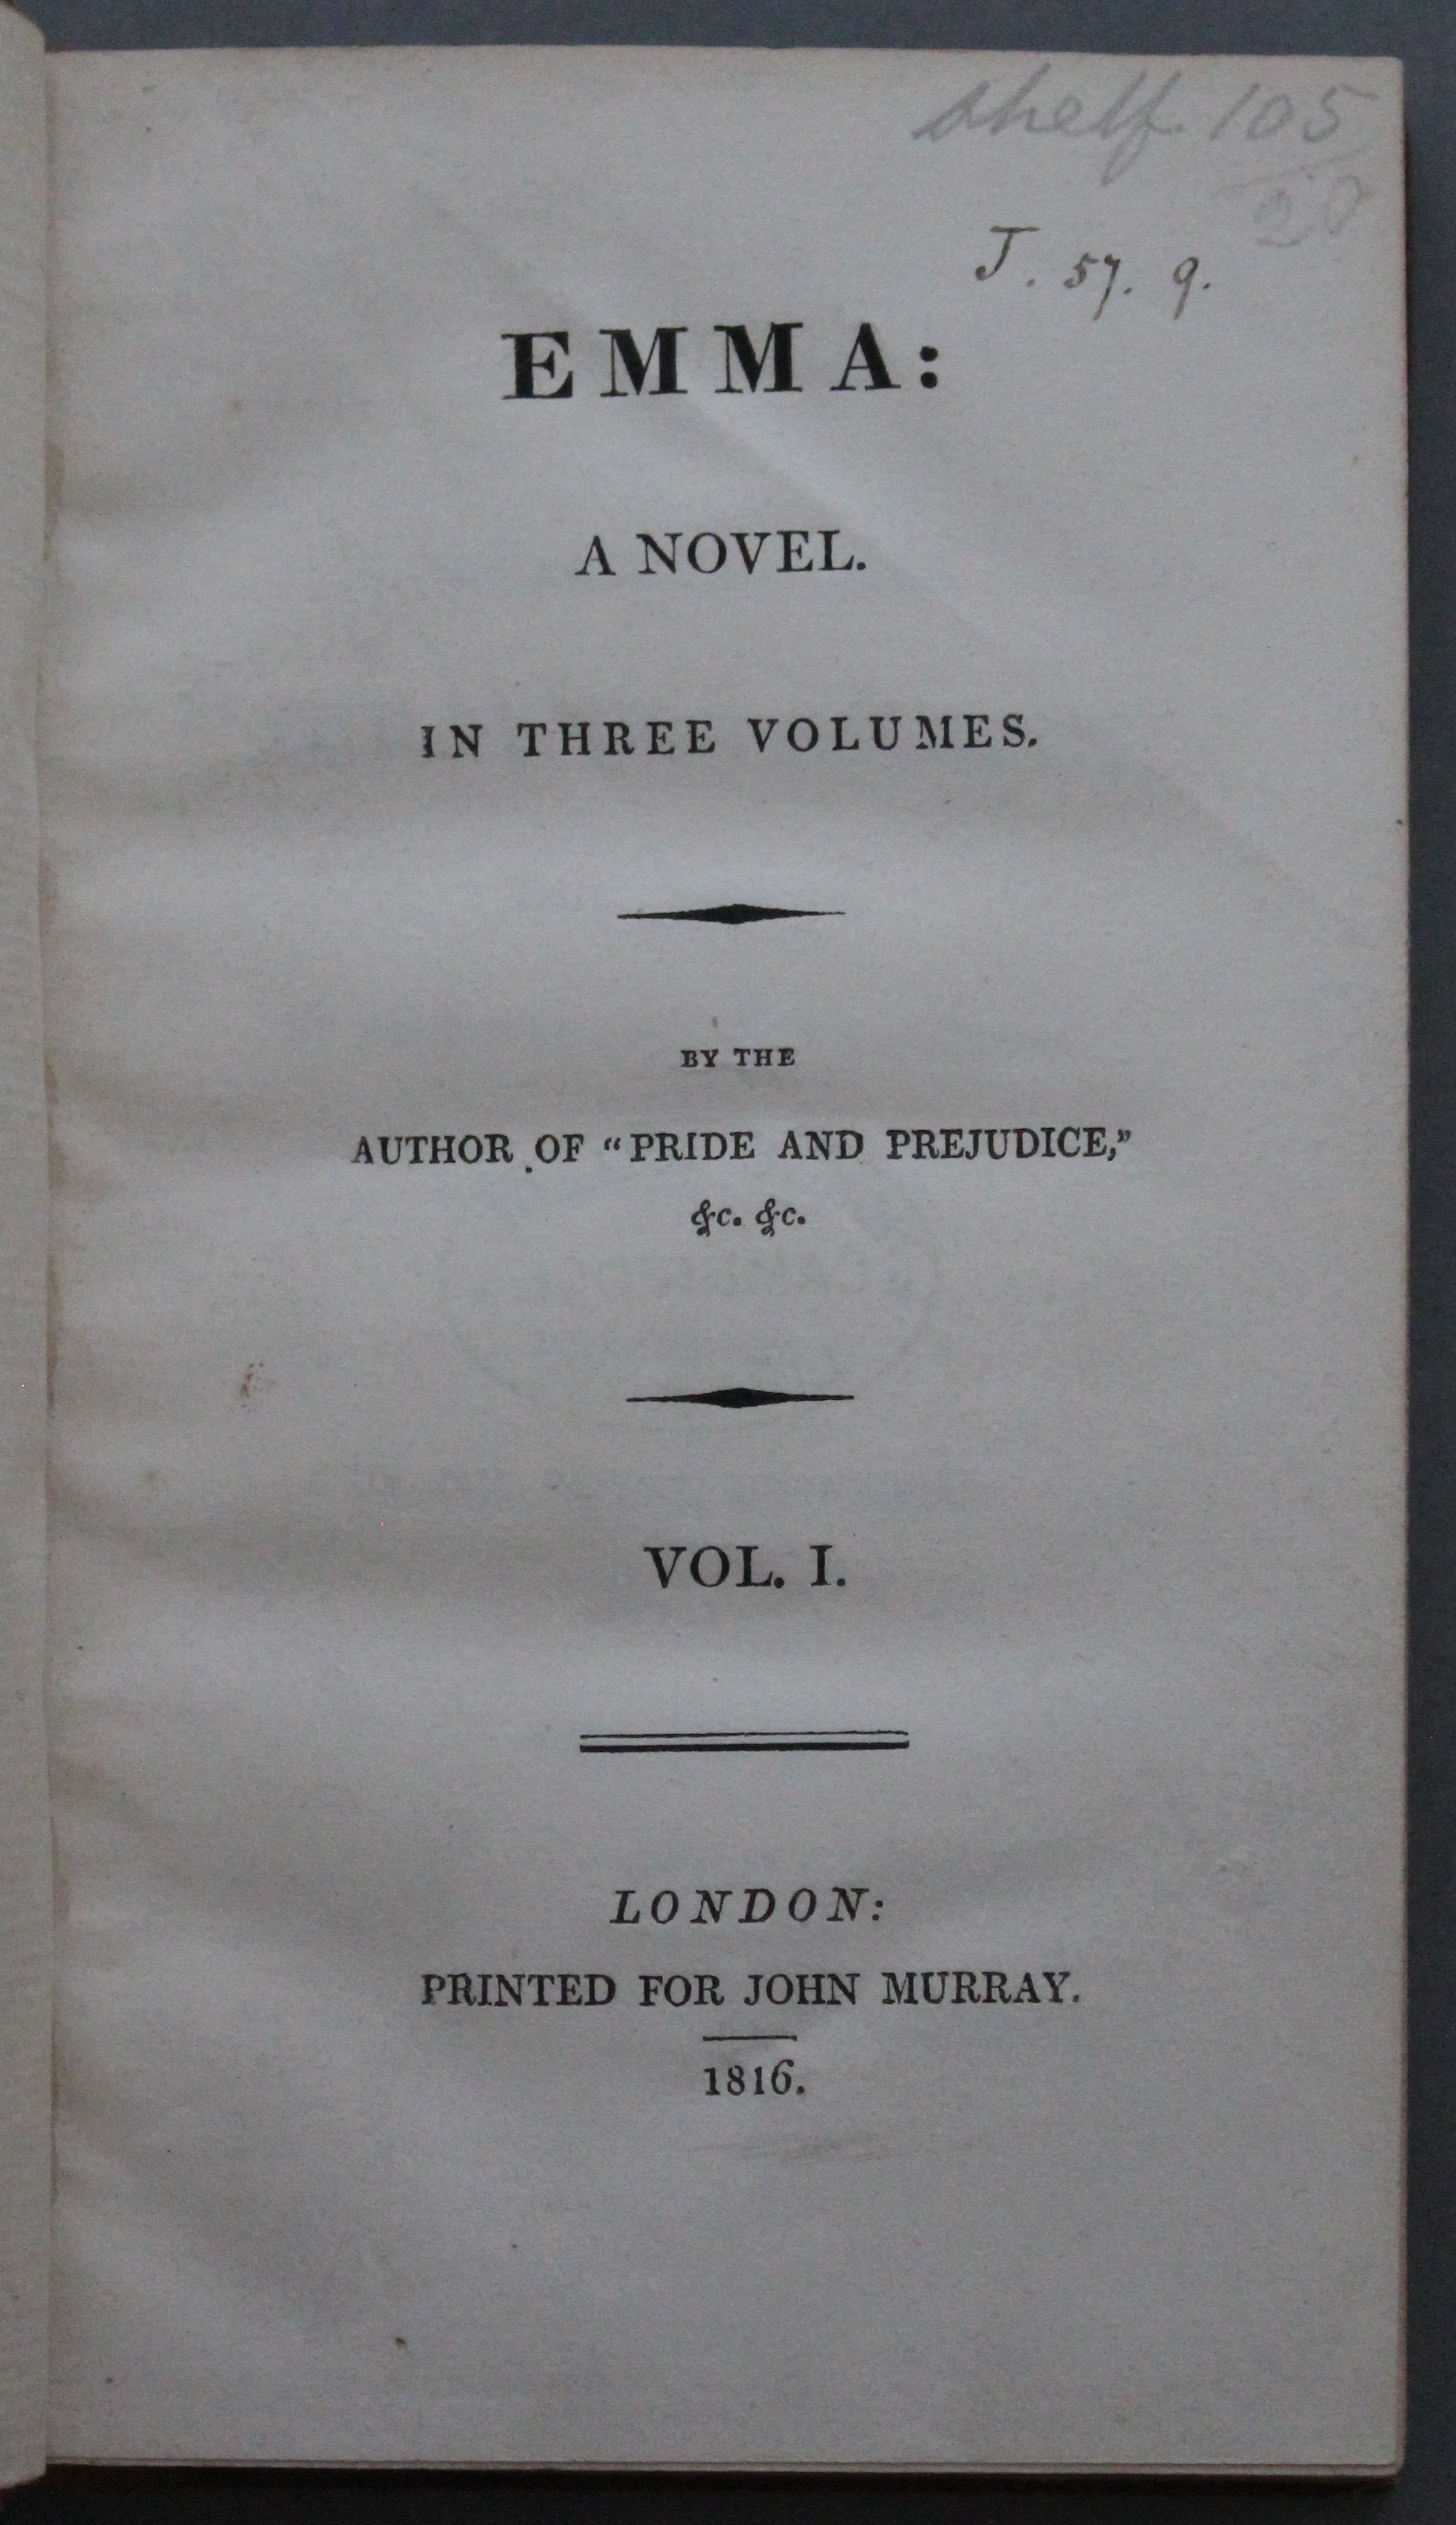 shelf 105
20
J. 57. 9.
EMMA:
A NOVEL.
IN THREE VOLUMES.
BY THE
AUTHOR OF "PRIDE AND PREJUDICE,"
&c. &c.
VOL. I.
LONDON:
PRINTED FOR JOHN MURRAY.
1816.